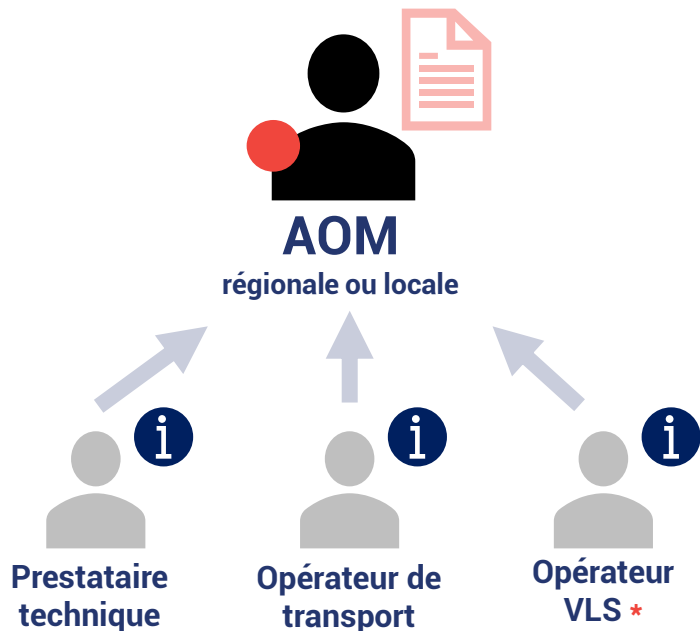 AOM
régionale ou locale
i
i
i
Prestataire
technique
Opérateur de
transport
Opérateur
VLS *